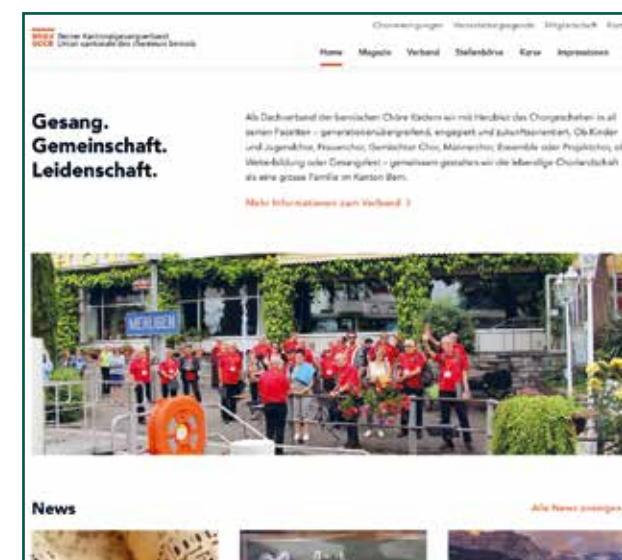 BKGV Berner Kantonalgesangverband
UCCB Union cantonale des chanteurs bernois
Veranstaltungsagenda Mitgliedschaft
Home Magazin Verband Stellenbörse Kurse Impressionen
Gesang.
Gemeinschaft.
Leidenschaft.
Als Dachverband der bernischen Chöre fördern wir mit Herzblut das Chorgeschehen in all
seinen Facetten – generationenübergreifend, engagiert und zukunftsorientiert. Ob Kinder
und Jugendchor, Frauenchor, Gemischter Chor, Männerchor, Ensemble oder Projektchor, ob
Weiterbildung oder Gesangsfest – gemeinsam gestalten wir die lebendige Chorlandschaft
als eine grosse Familie im Kanton Bern.
Mehr Informationen zum Verband
MERLIGEN
News
Alle News anzeigen